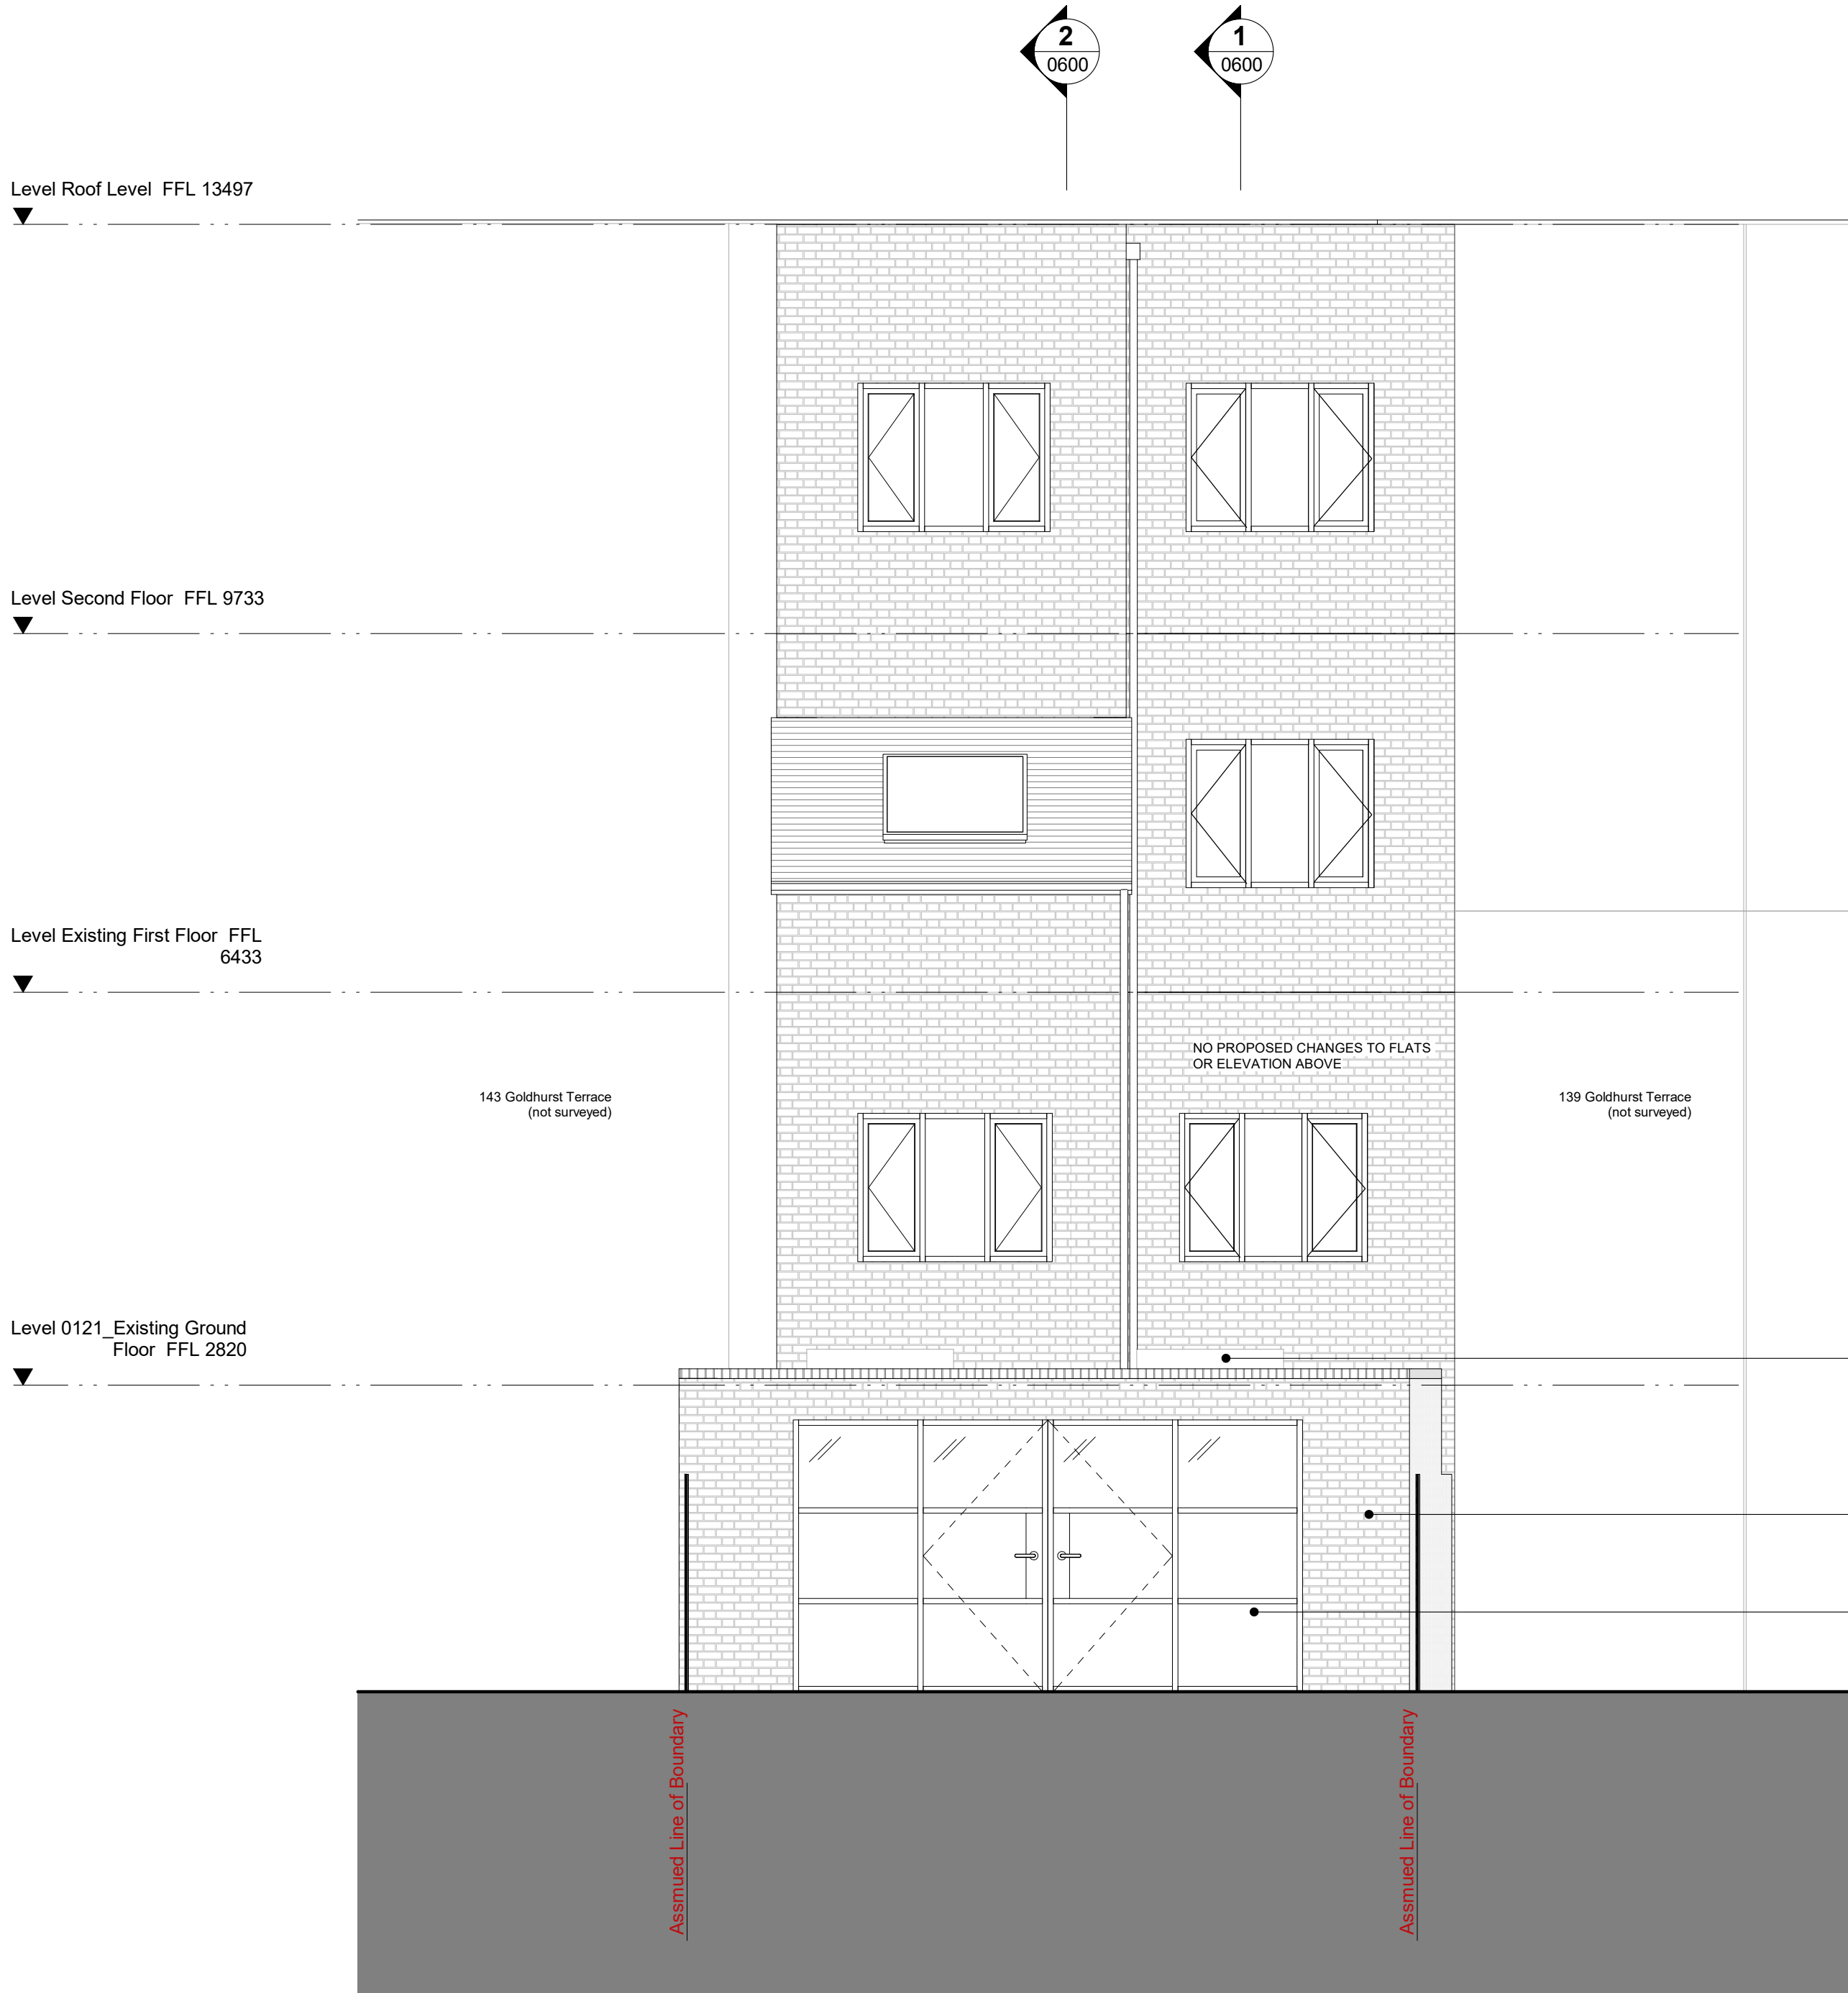 2
0600
1
0600
Level Roof Level  FFL 13497
Level Second Floor  FFL 9733
Level Existing First Floor  FFL
6433
NO PROPOSED CHANGES TO FLATS
OR ELEVATION ABOVE
143 Goldhurst Terrace
(not surveyed)
139 Goldhurst Terrace
(not surveyed)
Level 0121_Existing Ground
Floor  FFL 2820
Assmued Line of Boundary
Assmued Line of Boundary